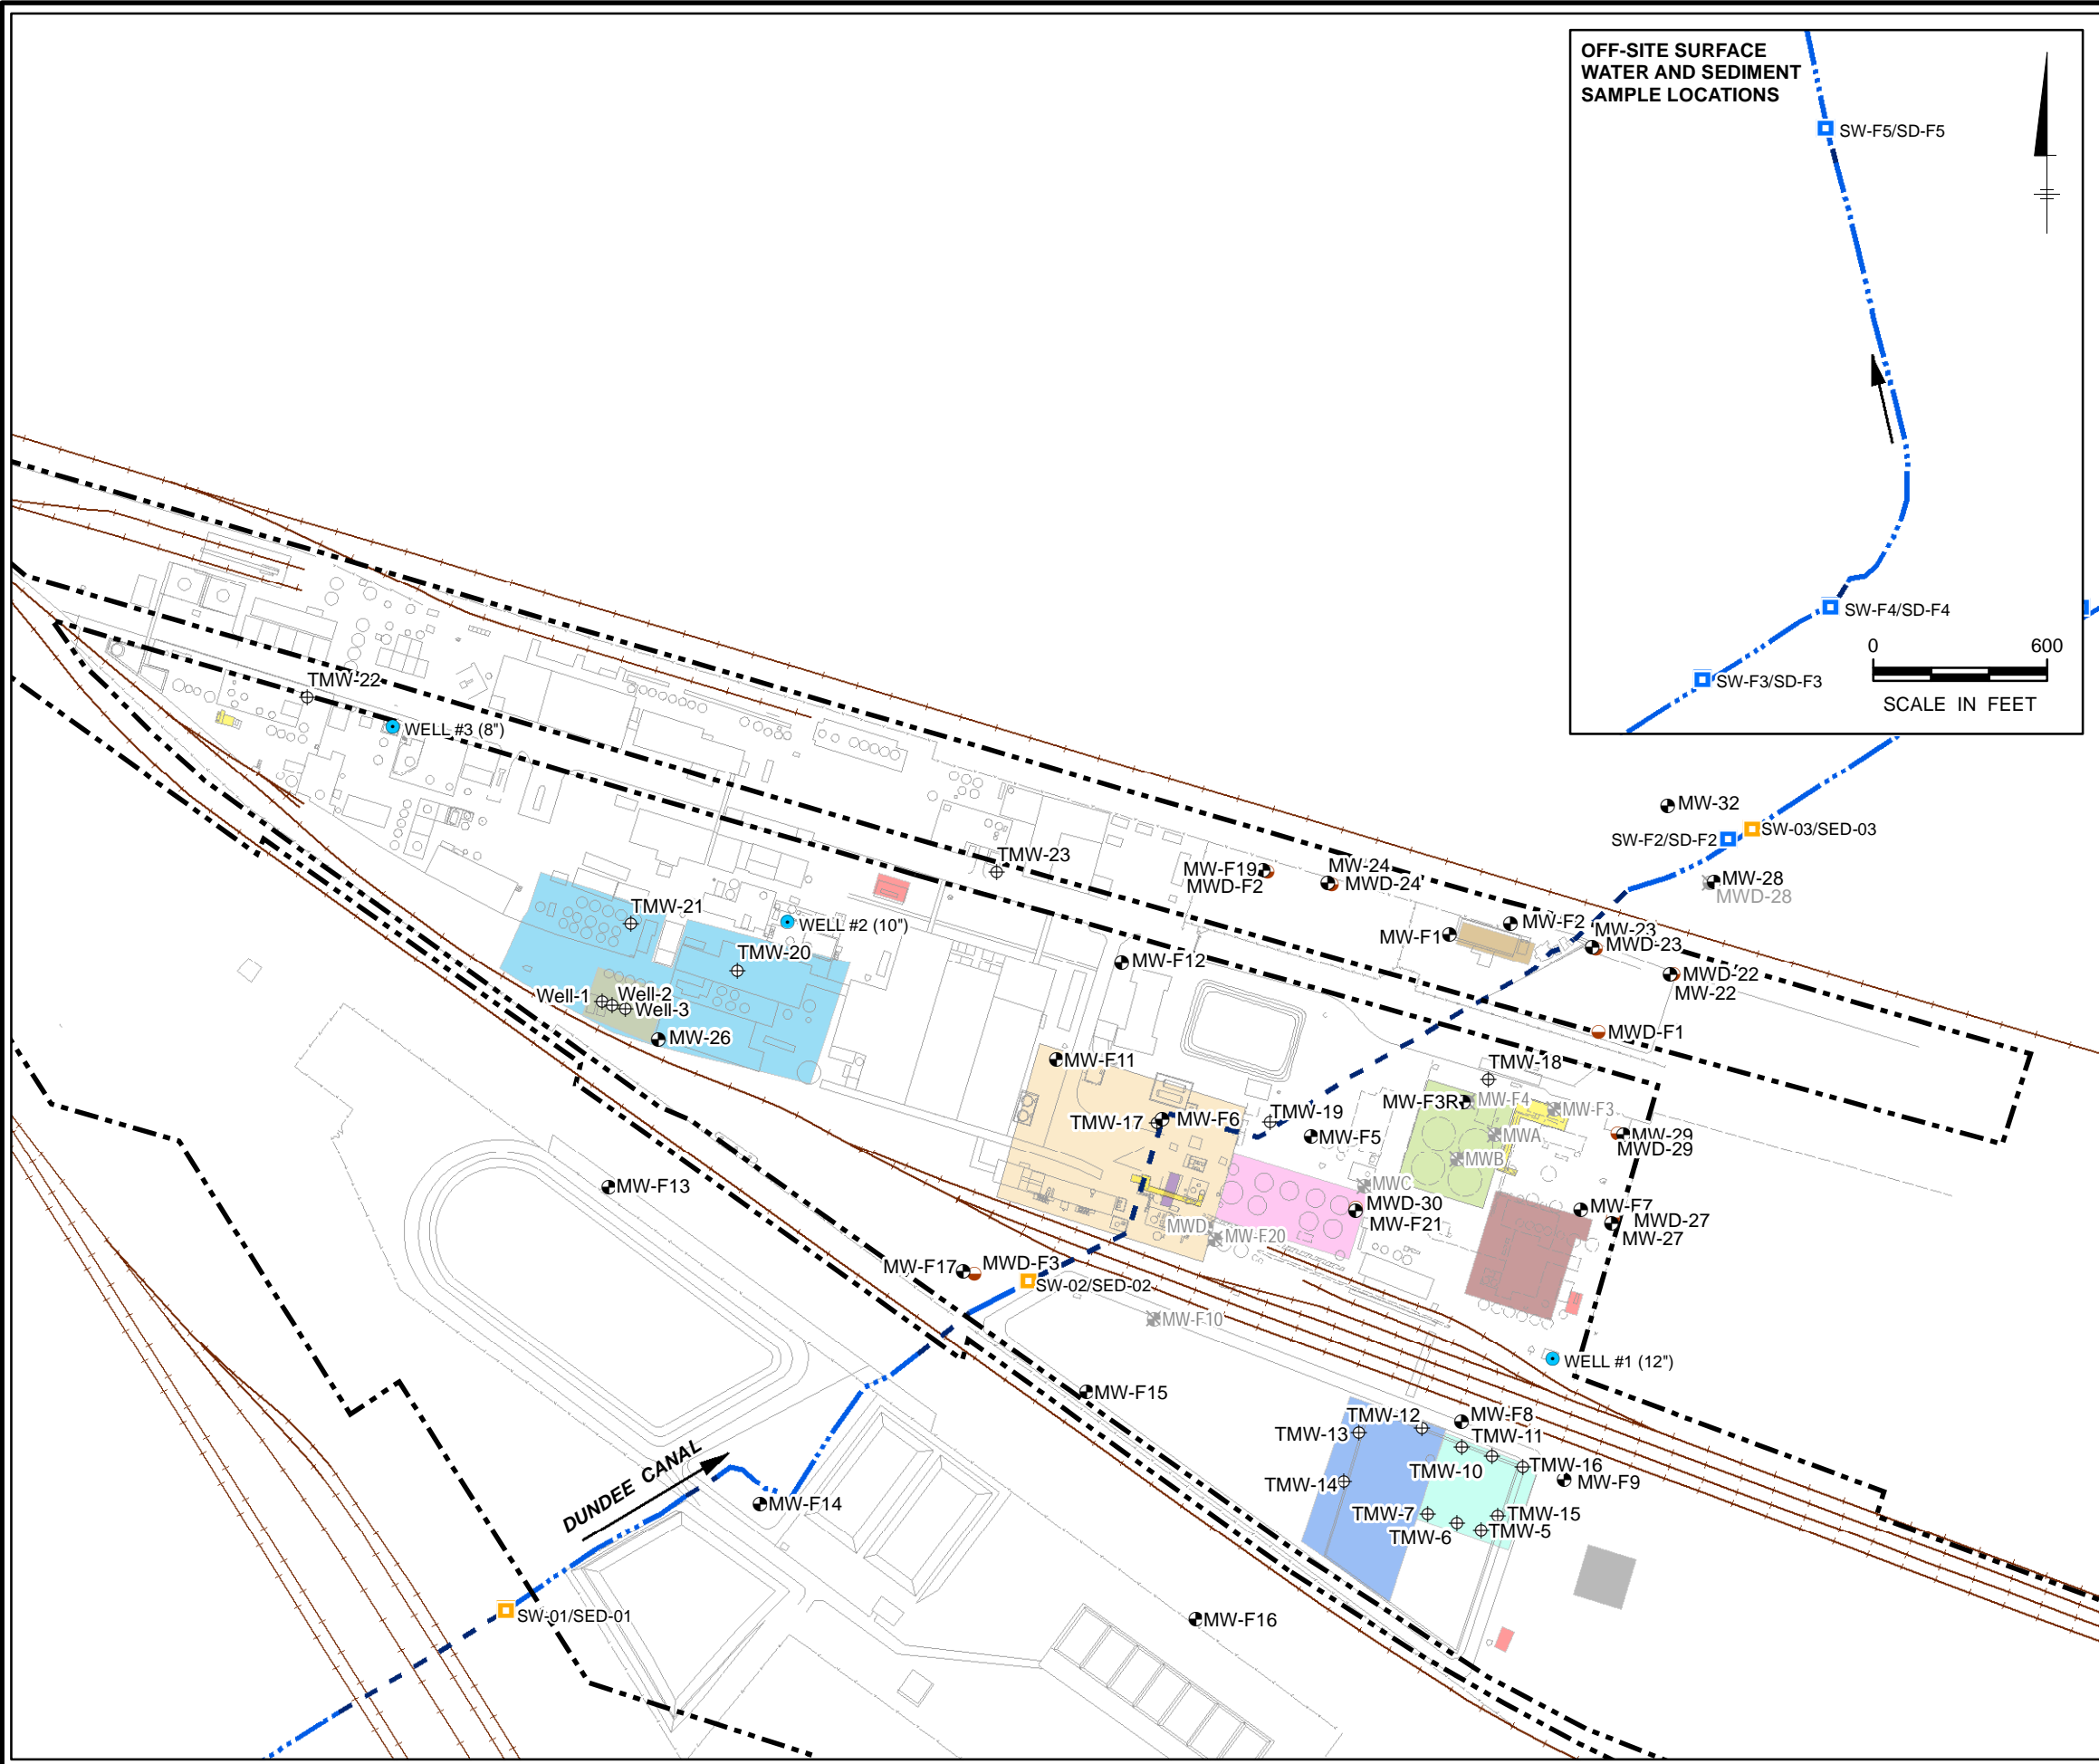 OFF-SITE SURFACE
WATER AND SEDIMENT
SAMPLE LOCATIONS
SW-F5/SD-F5
SW-F4/SD-F4
0 600
SW-F3/SD-F3
SCALE IN FEET
TMW-22
WELL #3 (8")
MW-32
SW-03/SED-03
SW-F2/SD-F2
TMW-23
MW-F19
MWD-F2
MW-24
MWD-24
MW-28
MWD-28
TMW-21
WELL #2 (10")
MW-F2
MW-F1
MW-23
MWD-23
TMW-20
MW-F12
MWD-22
MW-22
Well-1
Well-2
Well-3
MW-26
MWD-F1
MW-F11
TMW-18
MW-F3R
MW-F4
MW-F3
TMW-17
MW-F6
TMW-19
MW-F5
MWA
MW-29
MWD-29
MWB
MW-F13
MWC
MWD-30
MW-F21
MW-F7
MWD-27
MW-27
MWD
MW-F20
MW-F17
MWD-F3
SW-02/SED-02
MW-F10
WELL #1 (12")
MW-F15
TMW-12
MW-F8
TMW-13
TMW-11
TMW-10
TMW-16
MW-F9
TMW-14
DUNDEE CANAL
MW-F14
TMW-7
TMW-15
TMW-6
TMW-5
SW-01/SED-01
MW-F16